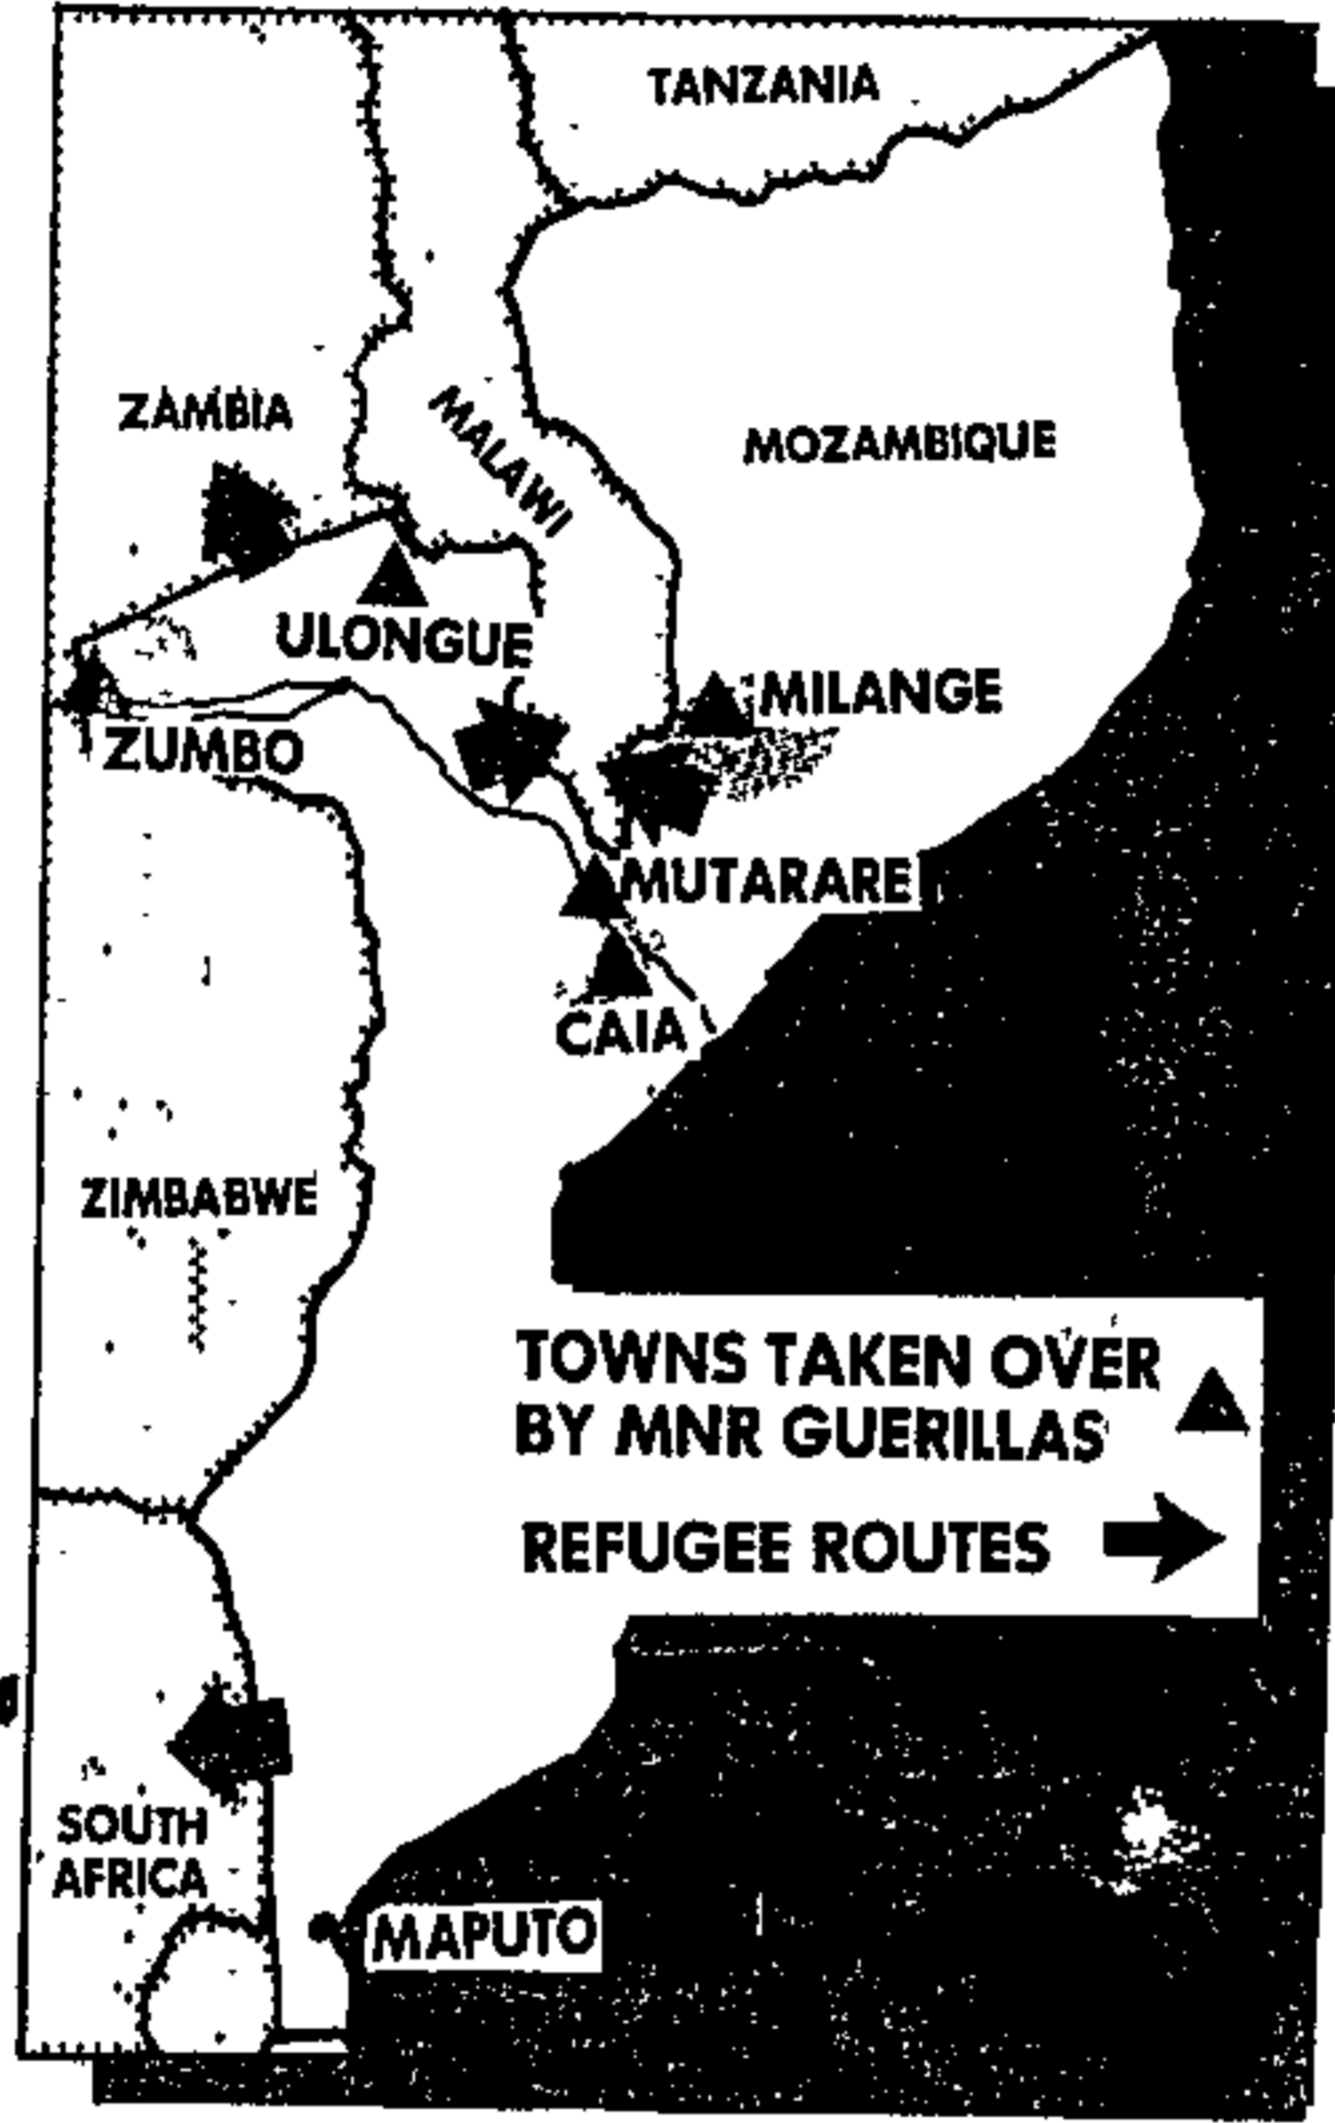 TANZANIA
ZAMBIA
MALAWI
MOZAMBIQUE
ULONGUE
MILANGE
ZUMBO
MUTARARE
CAIA
ZIMBABWE
TOWNS TAKEN OVER
BY MNR GUERILLAS
REFUGEE ROUTES
SOUTH
AFRICA
MAPUTO